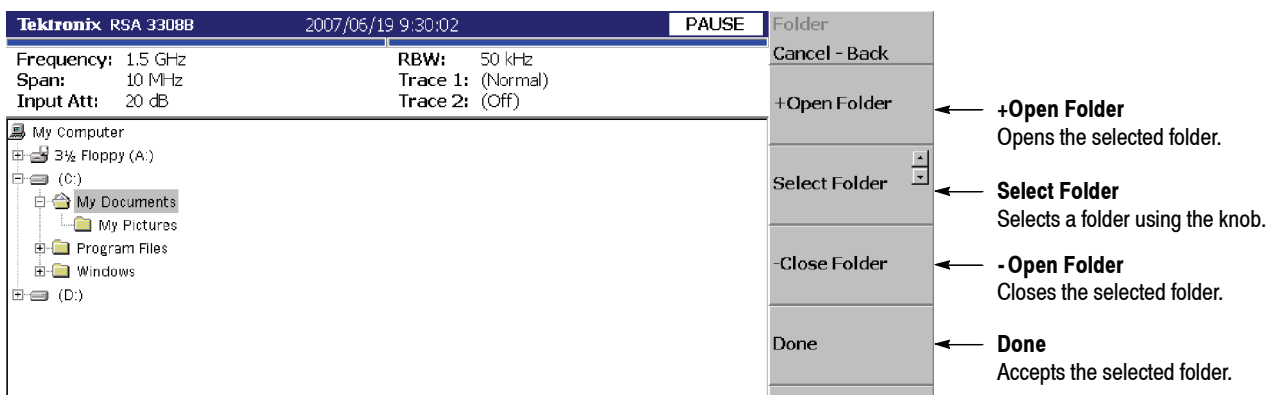 Tektronix RSA 3308B 2007/06/19 9:30:02 PAUSE
Frequency: 1.5 GHz RBW: 50 kHz
Span: 10 MHz Trace 1: (Normal)
Input Att: 20 dB Trace 2: (Off)
My Computer
3½ Floppy (A:)
(C:)
My Documents
My Pictures
Program Files
Windows
(D:)
Folder
Cancel - Back
+Open Folder
Select Folder
-Close Folder
Done
+Open Folder
Opens the selected folder.
Select Folder
Selects a folder using the knob.
- Open Folder
Closes the selected folder.
Done
Accepts the selected folder.